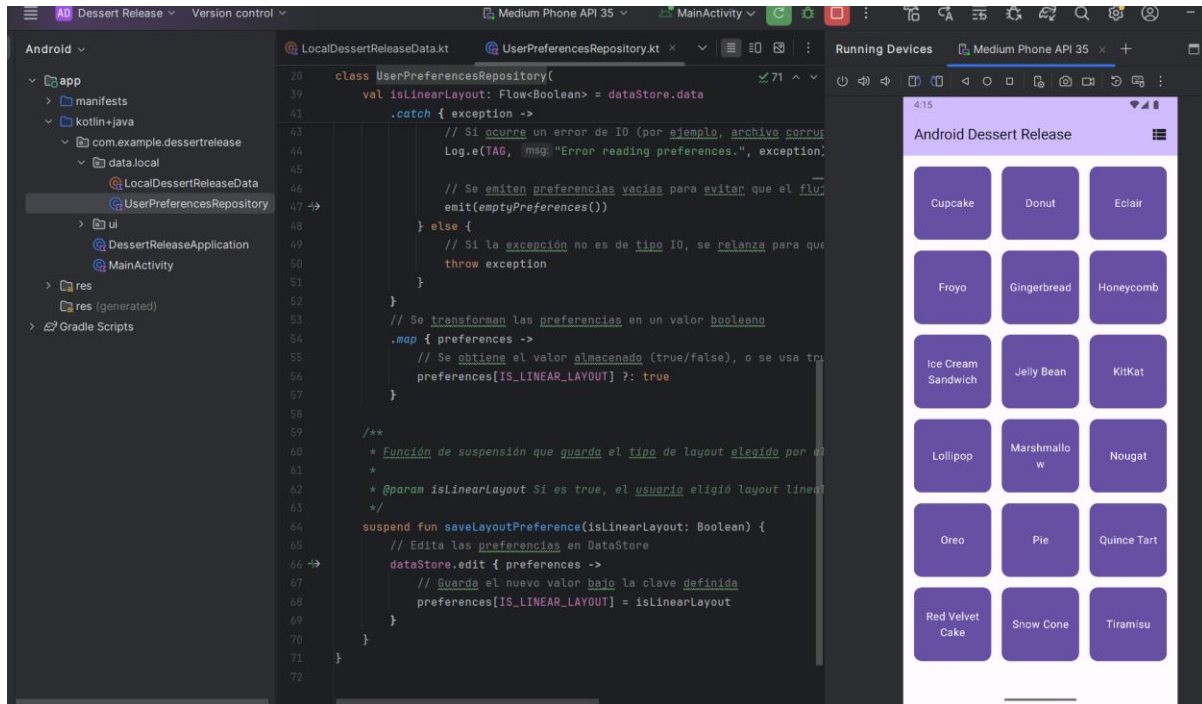 AD Dessert Release Version control Medium Phone API 35 MainActivity
Android
app
manifests
kotlin+java
com.example.dessertrelease
data.local
LocalDessertReleaseData
UserPreferencesRepository
ui
DessertReleaseApplication
MainActivity
res
res (generated)
Gradle Scripts
LocalDessertReleaseData.kt UserPreferencesRepository.kt
71
20 class UserPreferencesRepository(
39 val isLinearLayout: Flow<Boolean> = dataStore.data
41 .catch { exception ->
43 // Si ocurre un error de IO (por ejemplo, archivo corrup
44 Log.e(TAG, msg: "Error reading preferences.", exception)
45
46 // Se emiten preferencias vacías para evitar que el fluj
47 emit(emptyPreferences())
48 } else {
49 // Si la excepción no es de tipo IO, se relanza para que
50 throw exception
51 }
52 }
53 // Se transforman las preferencias en un valor booleano
54 .map { preferences ->
55 // Se obtiene el valor almacenado (true/false), o se usa tru
56 preferences[IS_LINEAR_LAYOUT] ?: true
57 }
58
59 /**
60 * Función de suspensión que guarda el tipo de layout elegido por el
61 *
62 * @param isLinearLayout Si es true, el usuario eligió layout lineal
63 */
64 suspend fun saveLayoutPreference(isLinearLayout: Boolean) {
65 // Edita las preferencias en DataStore
66 dataStore.edit { preferences ->
67 // Guarda el nuevo valor bajo la clave definida
68 preferences[IS_LINEAR_LAYOUT] = isLinearLayout
69 }
70 }
71 }
72
Running Devices Medium Phone API 35
4:15
Android Dessert Release
Cupcake Donut Eclair
Froyo Gingerbread Honeycomb
Ice Cream
Sandwich
Jelly Bean KitKat
Lollipop
Marshmallo
w
Nougat
Oreo Pie Quince Tart
Red Velvet
Cake
Snow Cone Tiramisu